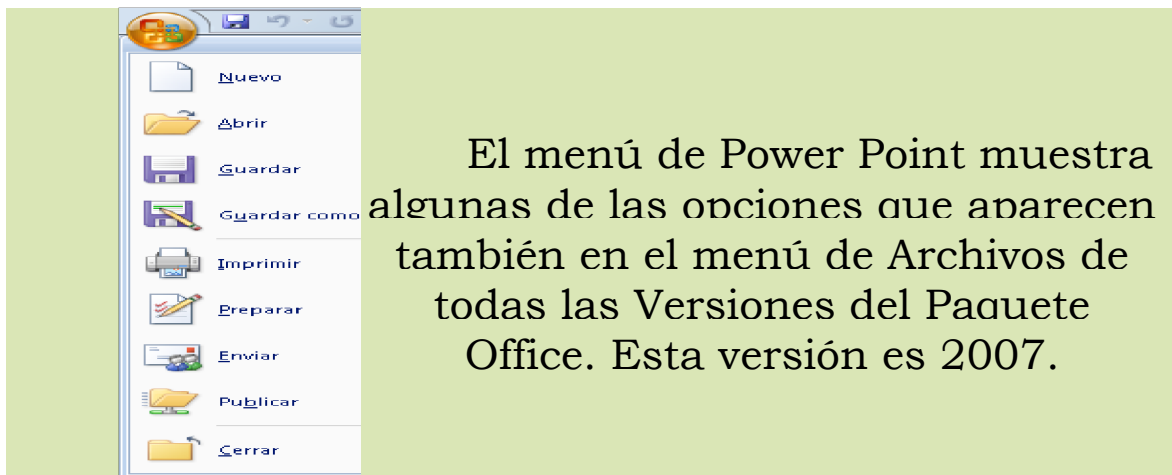 Nuevo
Abrir
Guardar
Guardar como
Imprimir
Preparar
Enviar
Publicar
Cerrar
El menú de Power Point muestra
algunas de las opciones que aparecen
también en el menú de Archivos de
todas las Versiones del Paquete
Office. Esta versión es 2007.